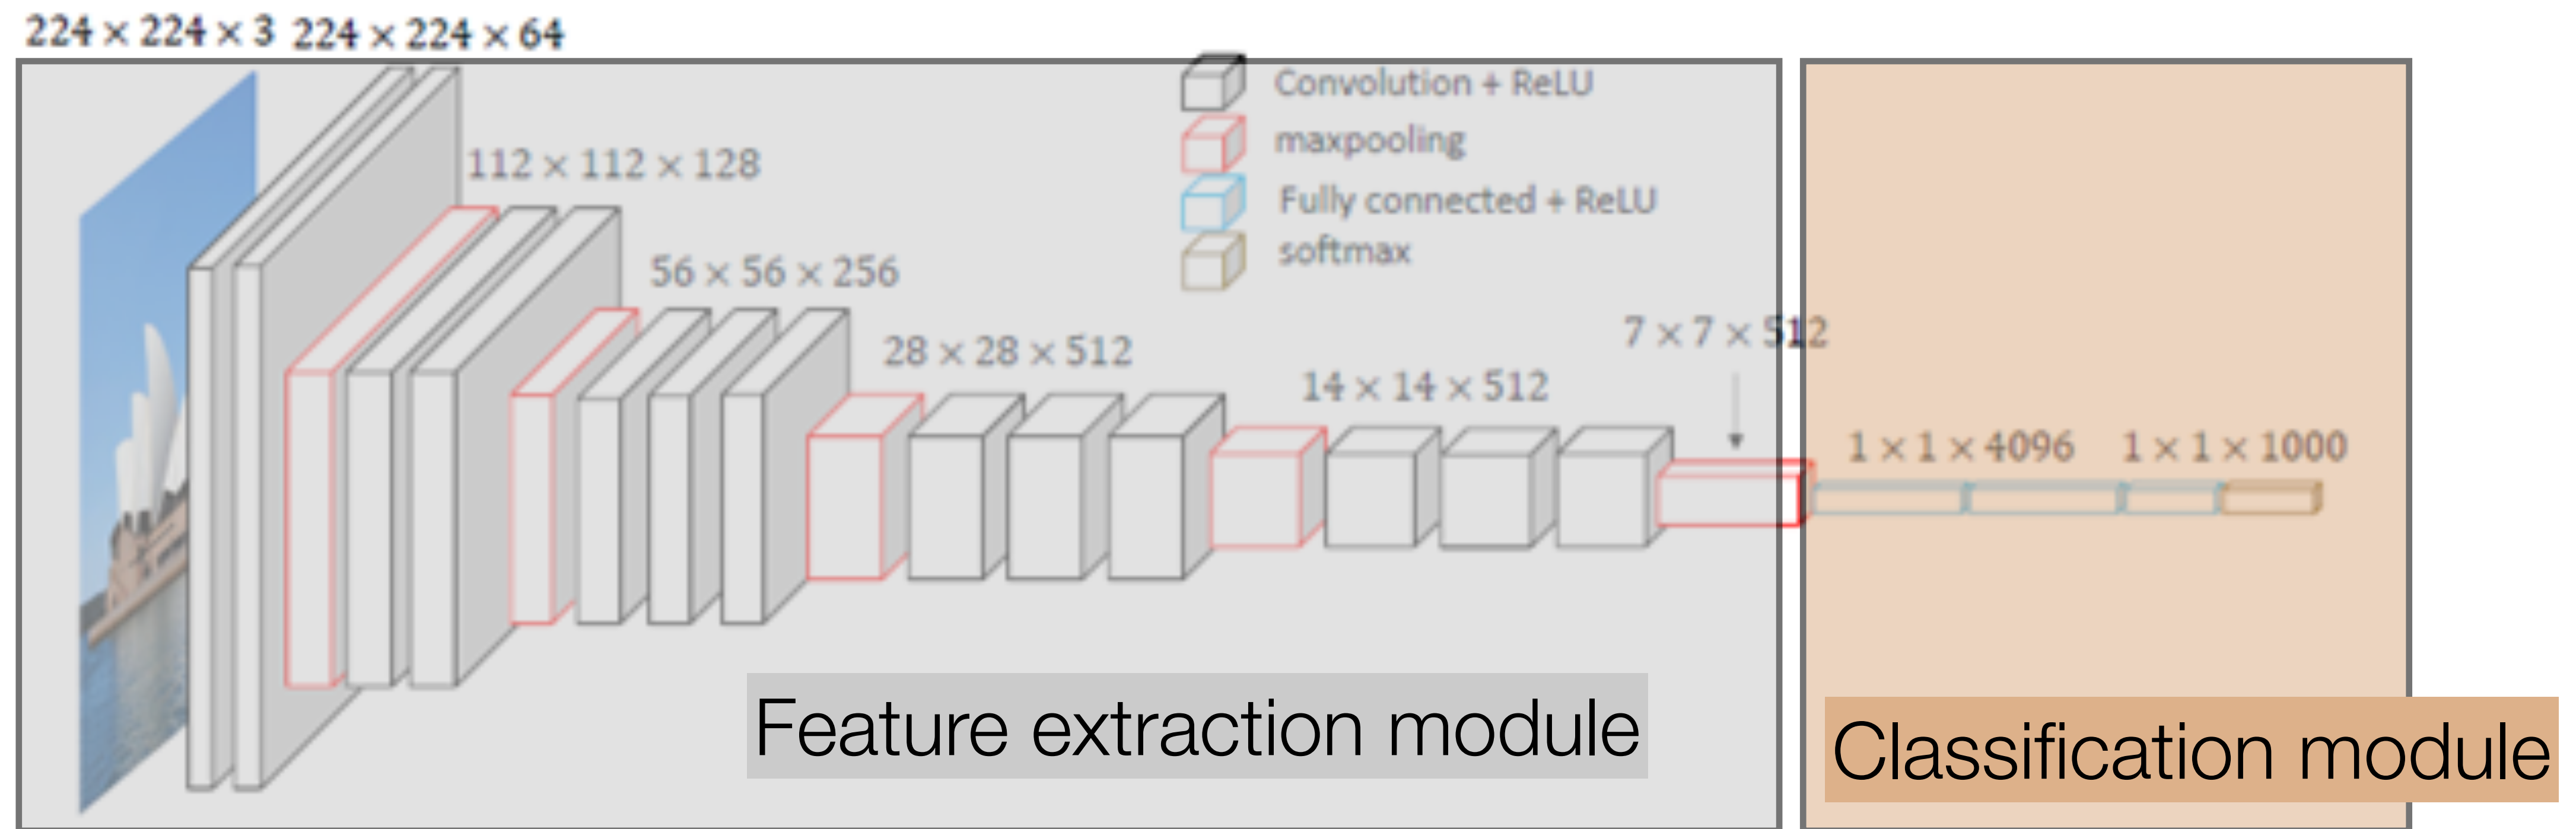 224 × 224 × 3 224 × 224 × 64
112 × 112 × 128
56 × 56 × 256
28 × 28 × 512
14 × 14 × 512
7 × 7 × 512
1 × 1 × 4096 1 × 1 × 1000
Convolution + ReLU
maxpooling
Fully connected + ReLU
softmax
Feature extraction module
Classification module